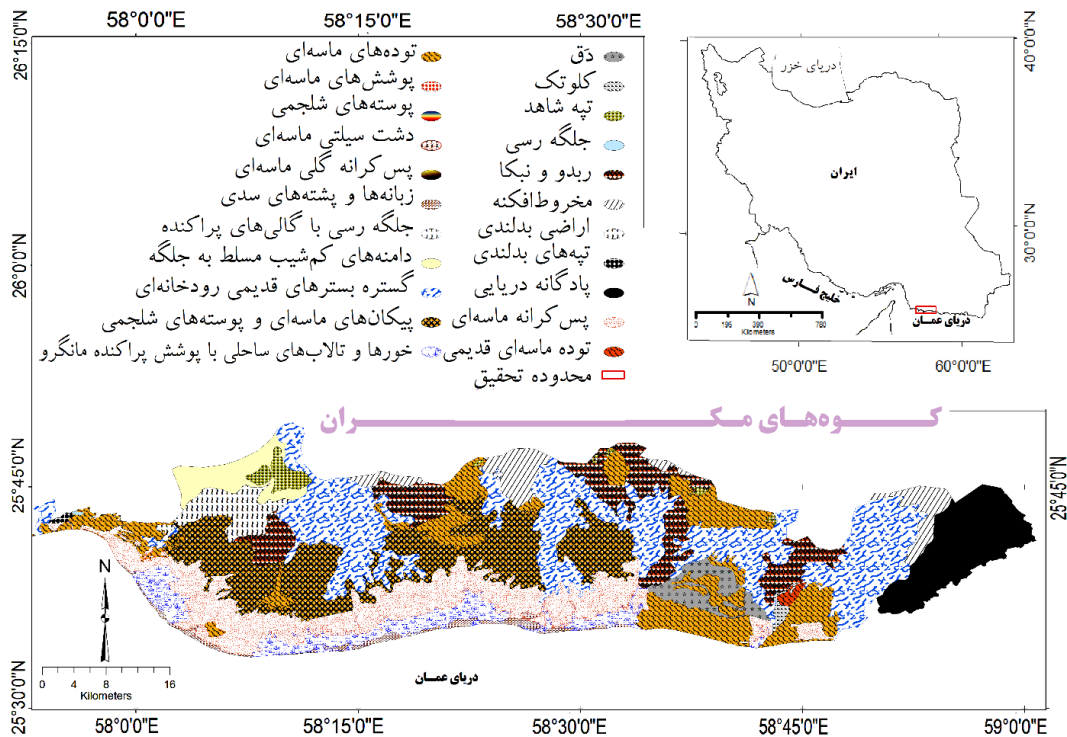 58°0'0"E 58°15'0"E 58°30'0"E
26°15'0"N
26°0'0"N
توده‌های ماسه‌ای
پوشش‌های ماسه‌ای
پوسته‌های شلجمی
دشت سیلتی ماسه‌ای
پس‌کرانه گلی ماسه‌ای
زبانه‌ها و پشته‌های سدی
جلگه رسی با گالی‌های پراکنده
دامنه‌های کم‌شیب مسلط به جلگه
گستره بسترهای قدیمی رودخانه‌ای
پیکان‌های ماسه‌ای و پوسته‌های شلجمی
خورها و تالاب‌های ساحلی با پوشش پراکنده مانگرو
دَق
کلوتک
تپه شاهد
جلگه رسی
ربدو و نبکا
مخروط‌افکنه
اراضی بدلندی
تپه‌های بدلندی
پادگانه دریایی
پس‌کرانه ماسه‌ای
توده ماسه‌ای قدیمی
محدوده تحقیق
دریای خزر
ایران
خلیج فارس
دریای عمان
N
0 195 390 780
Kilometers
40°0'0"N
30°0'0"N
50°0'0"E 60°0'0"E
کوه‌های مکران
25°45'0"N
25°45'0"N
25°30'0"N
N
0 4 8 16
Kilometers
دریای عمان
58°0'0"E 58°15'0"E 58°30'0"E 58°45'0"E 59°0'0"E